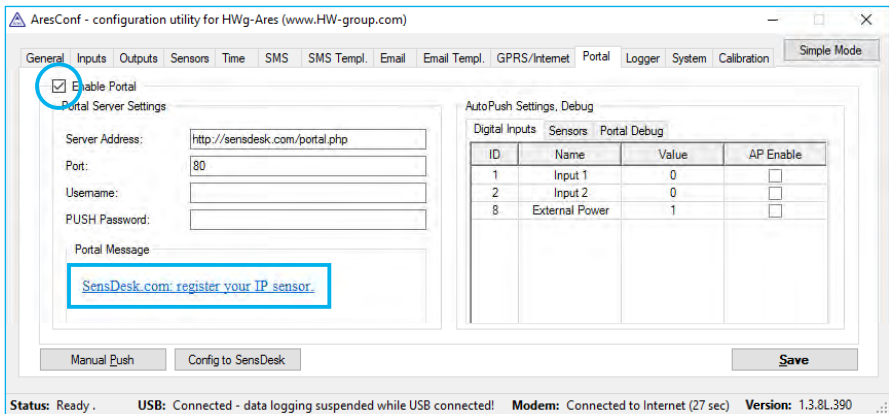 AresConf - configuration utility for HWg-Ares (www.HW-group.com)
General Inputs Outputs Sensors Time SMS SMS Templ. Email Email Templ. GPRS/Internet Portal Logger System Calibration Simple Mode
Enable Portal
Portal Server Settings
Server Address: http://sensdesk.com/portal.php
Port: 80
Username:
PUSH Password:
Portal Message
SensDesk.com: register your IP sensor.
AutoPush Settings, Debug
Digital Inputs Sensors Portal Debug
ID Name Value AP Enable
1 Input 1 0
2 Input 2 0
8 External Power 1
Manual Push Config to SensDesk Save
Status: Ready . USB: Connected - data logging suspended while USB connected! Modem: Connected to Internet (27 sec) Version: 1.3.8L.390